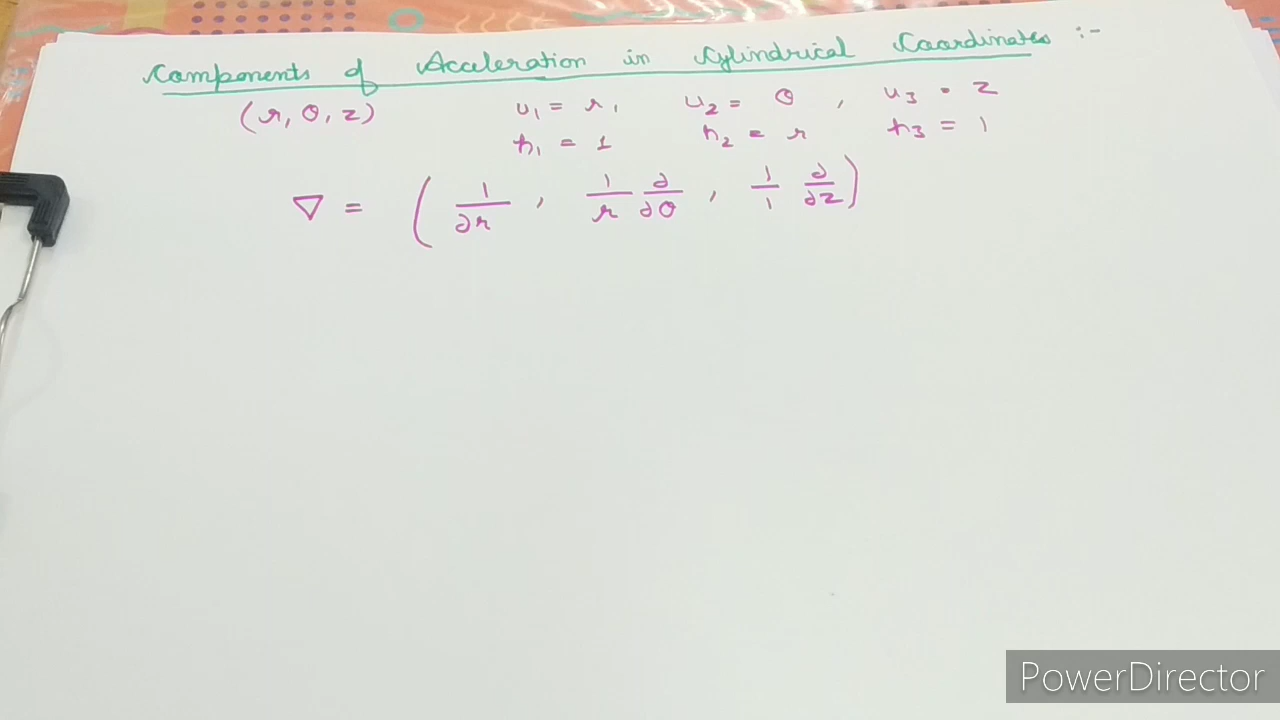 Components of Acceleration in Cylindrical Coordinates :-
(r, θ, z) u₁ = r, u₂ = θ, u₃ = z
h₁ = 1 h₂ = r h₃ = 1
∇ = ( 1/∂r , 1/r ∂/∂θ , 1/1 ∂/∂z )
PowerDirector